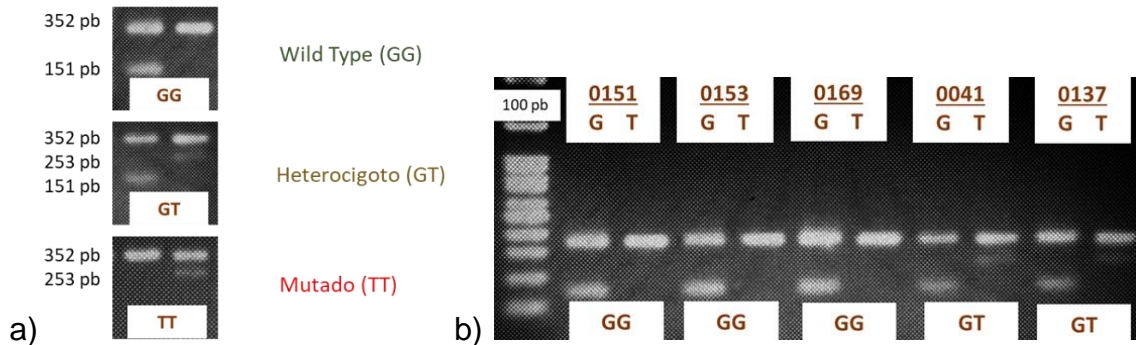 352 pb
151 pb
GG
Wild Type (GG)
352 pb
253 pb
151 pb
GT
Heterocigoto (GT)
352 pb
253 pb
TT
Mutado (TT)
a)
100 pb
0151 0153 0169 0041 0137
G T G T G T G T G T
GG GG GG GT GT
b)